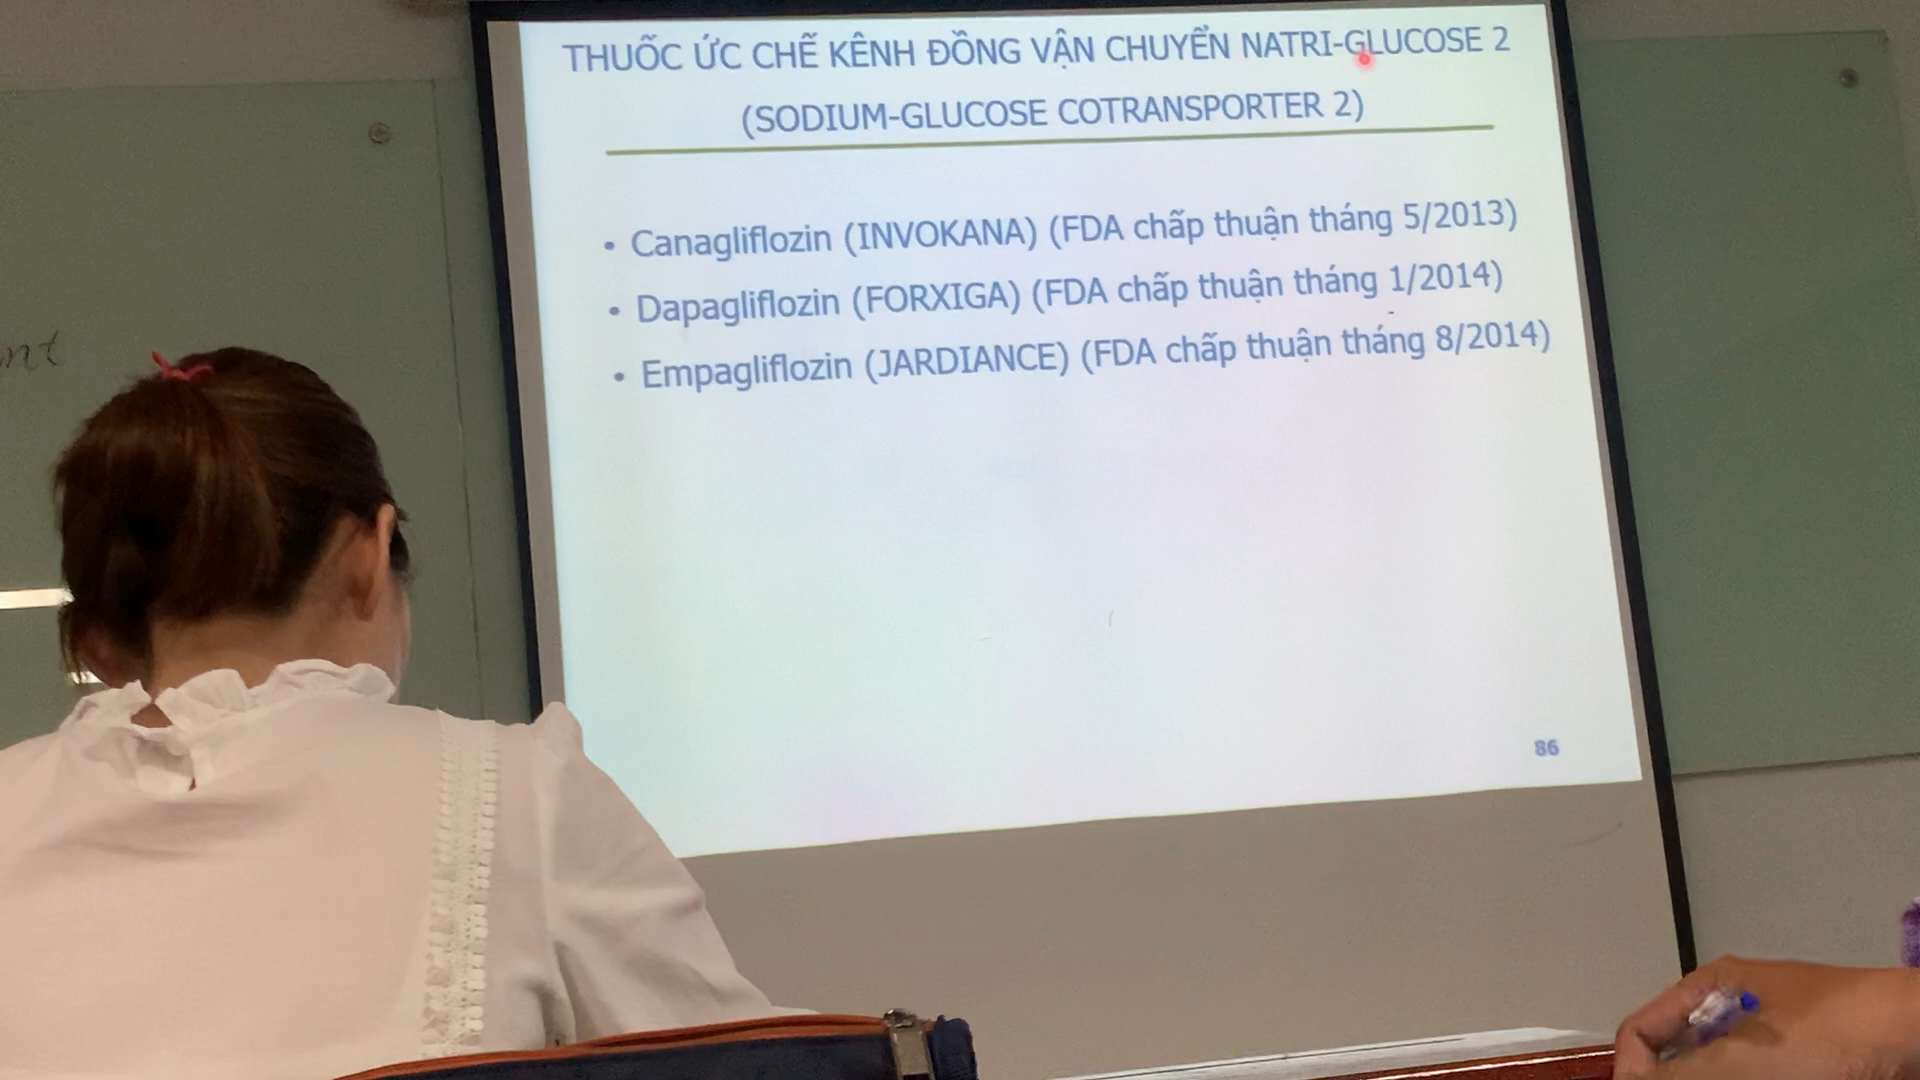 THUỐC ỨC CHẾ KÊNH ĐỒNG VẬN CHUYỂN NATRI-GLUCOSE 2
(SODIUM-GLUCOSE COTRANSPORTER 2)
• Canagliflozin (INVOKANA) (FDA chấp thuận tháng 5/2013)
• Dapagliflozin (FORXIGA) (FDA chấp thuận tháng 1/2014)
• Empagliflozin (JARDIANCE) (FDA chấp thuận tháng 8/2014)
86